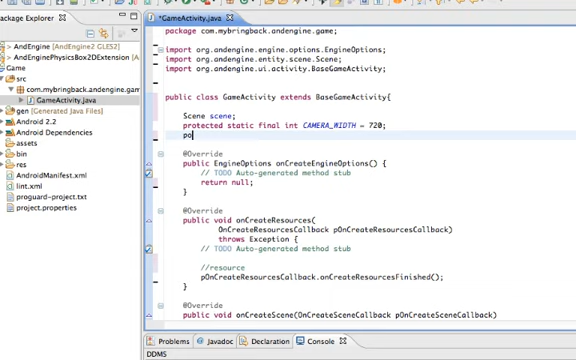 Package Explorer
AndEngine [AndEngine2 GLES2]
AndEnginePhysicsBox2DExtension
Game
src
com.mybringback.andengine.gam
GameActivity.java
gen [Generated Java Files]
Android 2.2
Android Dependencies
assets
bin
res
AndroidManifest.xml
lint.xml
proguard-project.txt
project.properties
*GameActivity.java
package com.mybringback.andengine.game;
import org.andengine.engine.options.EngineOptions;
import org.andengine.entity.scene.Scene;
import org.andengine.ui.activity.BaseGameActivity;
public class GameActivity extends BaseGameActivity{
Scene scene;
protected static final int CAMERA_WIDTH = 720;
po
@Override
public EngineOptions onCreateEngineOptions() {
// TODO Auto-generated method stub
return null;
}
@Override
public void onCreateResources(
OnCreateResourcesCallback pOnCreateResourcesCallback)
throws Exception {
// TODO Auto-generated method stub
//resource
pOnCreateResourcesCallback.onCreateResourcesFinished();
}
@Override
public void onCreateScene(OnCreateSceneCallback pOnCreateSceneCallback)
Problems Javadoc Declaration Console
DDMS